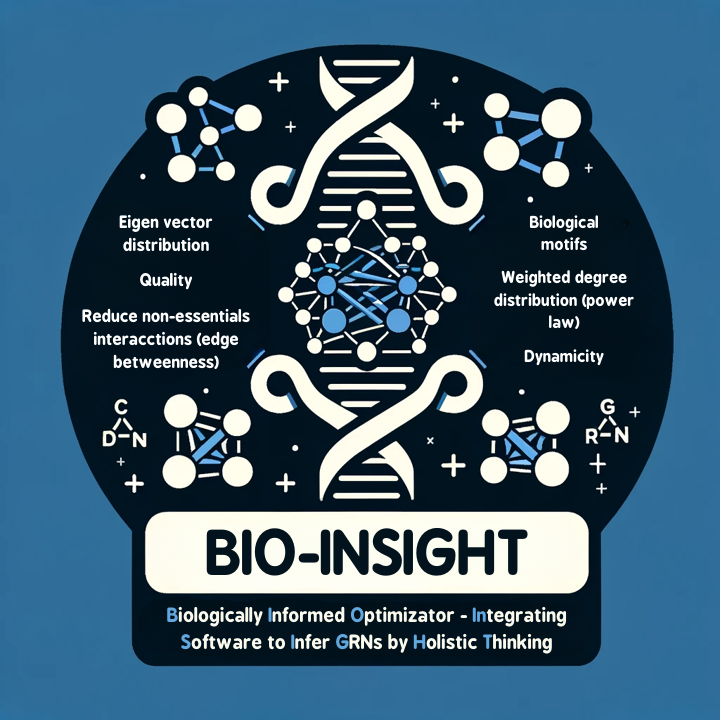 Eigen vector
distribution
Quality
Reduce non-essentials
interacctions (edge
betweenness)
Biological
motifs
Weighted degree
distribution (power
law)
Dynamicity
C
D N
G
R N
BIO-INSIGHT
Biologically Informed Optimizator - Integrating
Software to Infer GRNs by Holistic Thinking